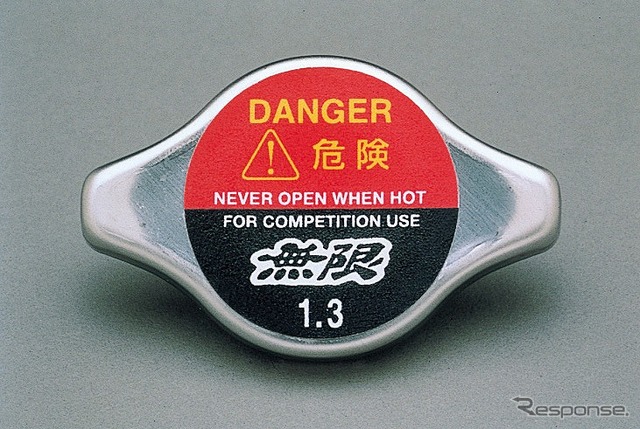 DANGER
危険
NEVER OPEN WHEN HOT
FOR COMPETITION USE
無限
1.3
Response.